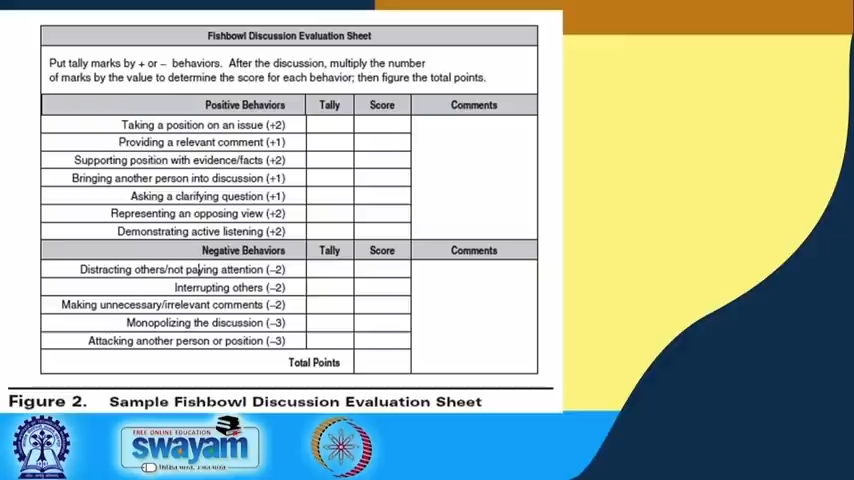 Fishbowl Discussion Evaluation Sheet
Put tally marks by + or – behaviors. After the discussion, multiply the number
of marks by the value to determine the score for each behavior; then figure the total points.
Positive Behaviors Tally Score Comments
Taking a position on an issue (+2)
Providing a relevant comment (+1)
Supporting position with evidence/facts (+2)
Bringing another person into discussion (+1)
Asking a clarifying question (+1)
Representing an opposing view (+2)
Demonstrating active listening (+2)
Negative Behaviors Tally Score Comments
Distracting others/not paying attention (–2)
Interrupting others (–2)
Making unnecessary/irrelevant comments (–2)
Monopolizing the discussion (–3)
Attacking another person or position (–3)
Total Points
Figure 2. Sample Fishbowl Discussion Evaluation Sheet
FREE ONLINE EDUCATION
swayam